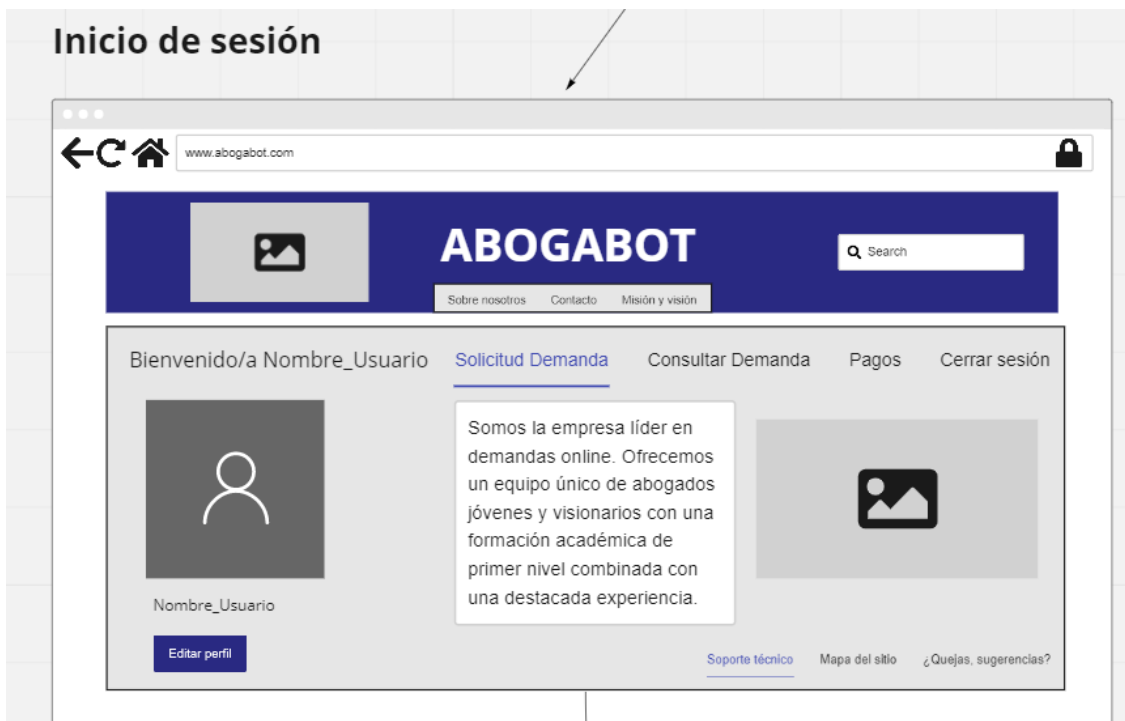 Inicio de sesión
www.abogabot.com
ABOGABOT
Search
Sobre nosotros Contacto Misión y visión
Bienvenido/a Nombre_Usuario Solicitud Demanda Consultar Demanda Pagos Cerrar sesión
Somos la empresa líder en
demandas online. Ofrecemos
un equipo único de abogados
jóvenes y visionarios con una
formación académica de
primer nivel combinada con
una destacada experiencia.
Nombre_Usuario
Editar perfil
Soporte técnico Mapa del sitio ¿Quejas, sugerencias?